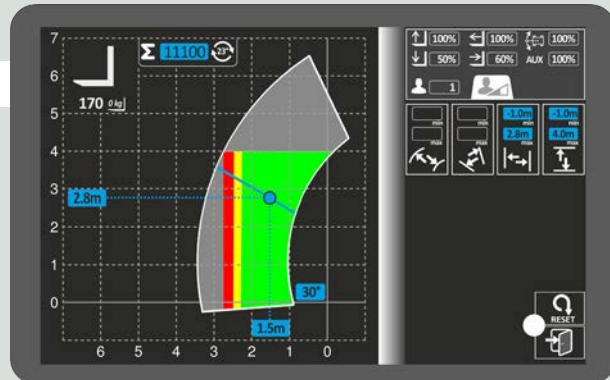 7
6
5
4
3
2
1
0
Σ 11100 23"
170 0 kg
2.8m
30°
1.5m
6 5 4 3 2 1 0
100% 100% 100%
50% 60% AUX 100%
1
-1.0m -1.0m
min min min min
2.8m 4.0m
max max max max
RESET